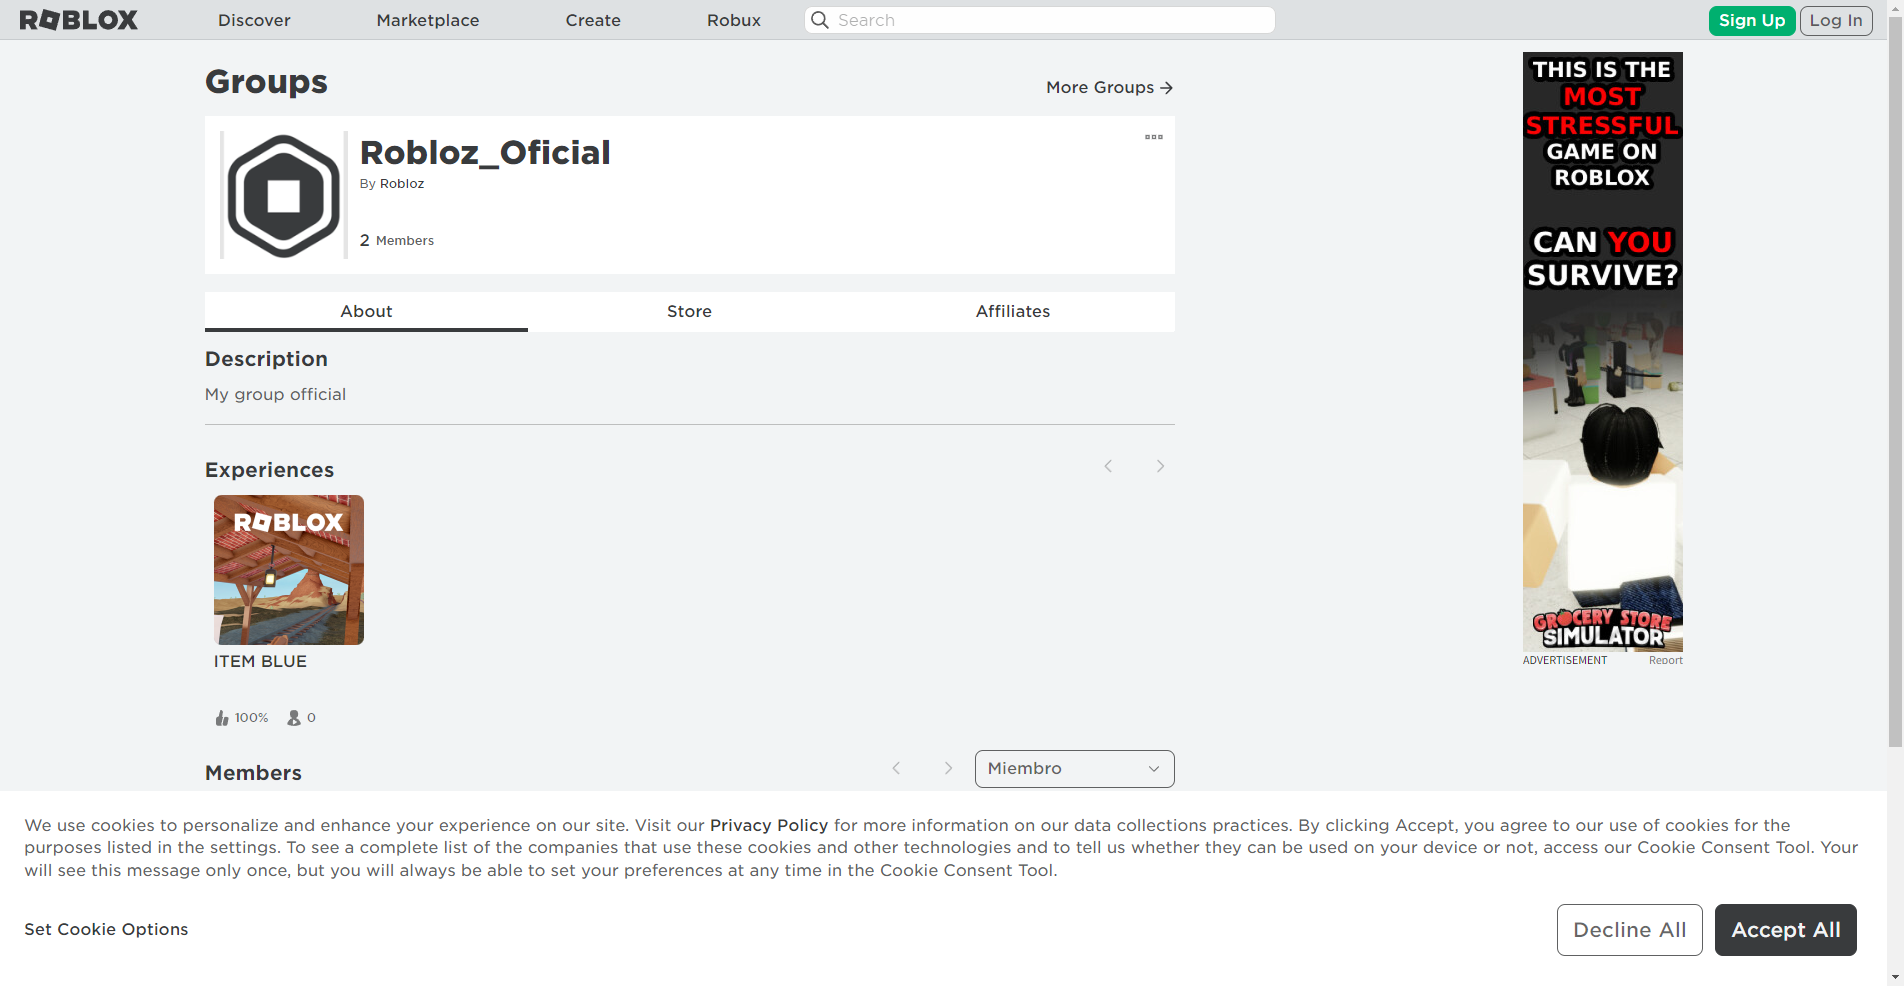 ROBLOX
Discover
Marketplace
Create
Robux
Search
Sign Up
Log In
Groups
More Groups
Robloz_Oficial
By Robloz
2 Members
About
Store
Affiliates
Description
My group official
Experiences
ROBLOX
ITEM BLUE
100%
0
Members
Miembro
THIS IS THE
MOST
STRESSFUL
GAME ON
ROBLOX
CAN YOU
SURVIVE?
GROCERY STORE
SIMULATOR
ADVERTISEMENT
Report
We use cookies to personalize and enhance your experience on our site. Visit our Privacy Policy for more information on our data collections practices. By clicking Accept, you agree to our use of cookies for the
purposes listed in the settings. To see a complete list of the companies that use these cookies and other technologies and to tell us whether they can be used on your device or not, access our Cookie Consent Tool. Your
will see this message only once, but you will always be able to set your preferences at any time in the Cookie Consent Tool.
Set Cookie Options
Decline All
Accept All